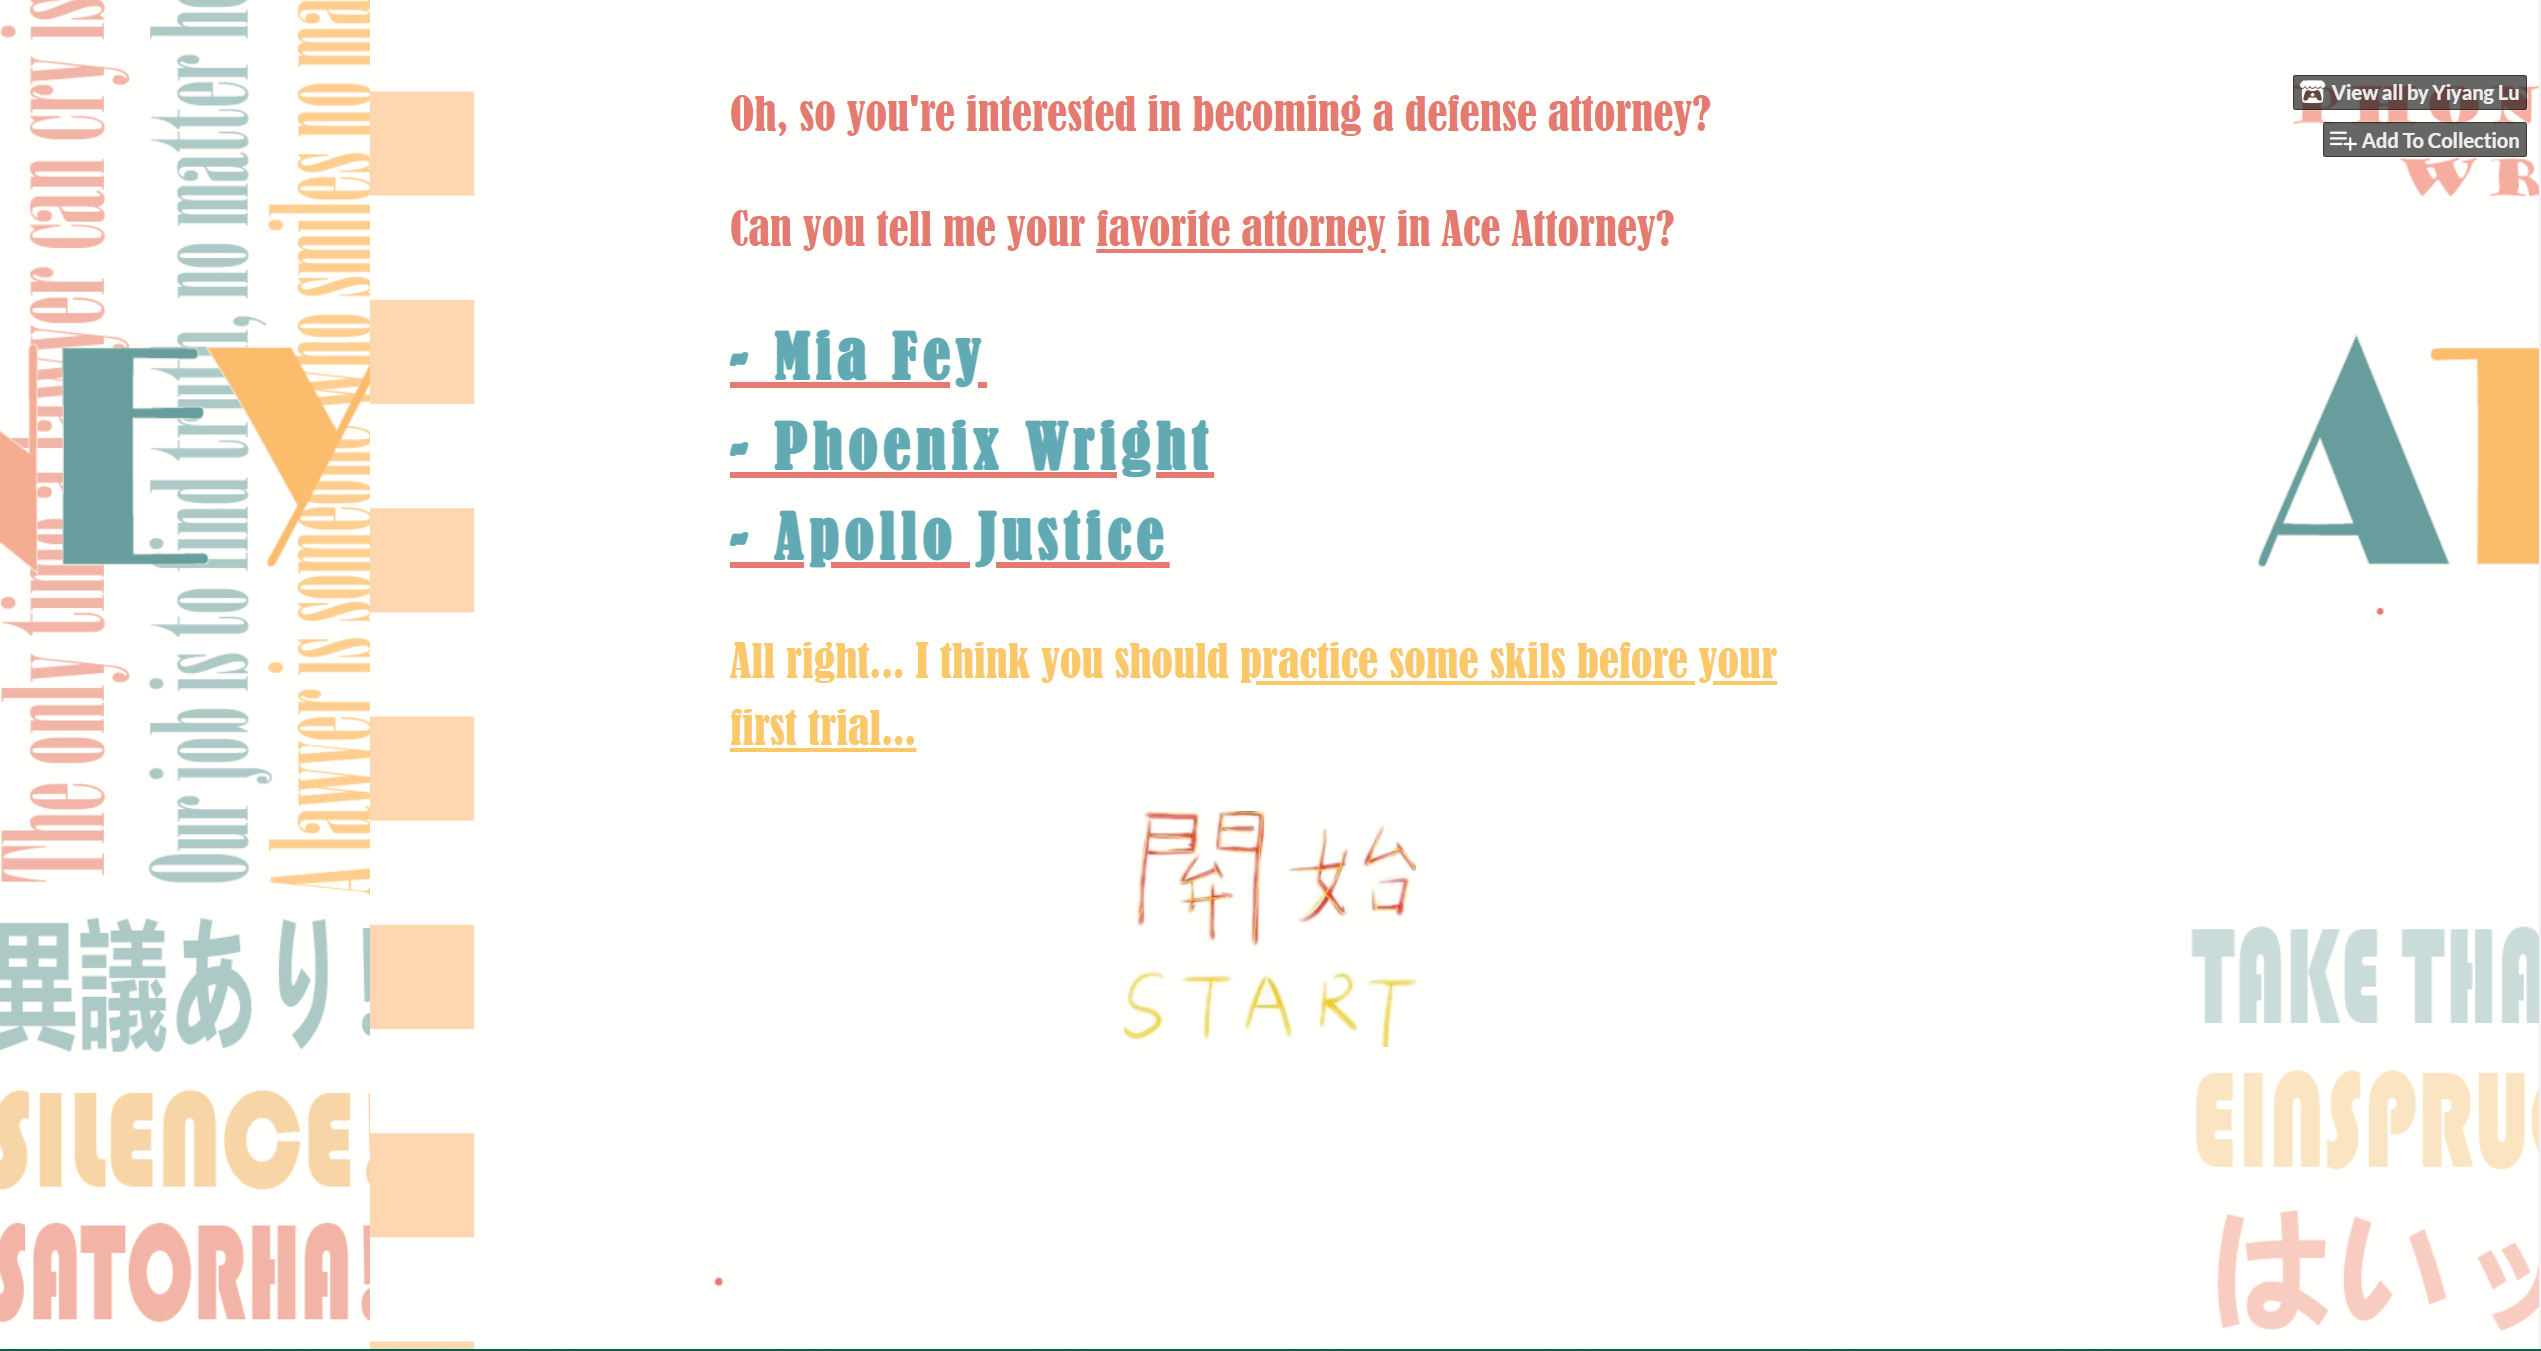 Oh, so you're interested in becoming a defense attorney?
Can you tell me your favorite attorney in Ace Attorney?
- Mia Fey
- Phoenix Wright
- Apollo Justice
All right... I think you should practice some skils before your
first trial...
開始
START
View all by Yiyang Lu
Add To Collection
The only time a lawyer can cry is
Our job is to find truth, no matter
A lawyer is someone who smiles no
EY
異議あり!
SILENCE!
SATORHA!
WR
AT
TAKE THA
EINSPRUC
はいッ